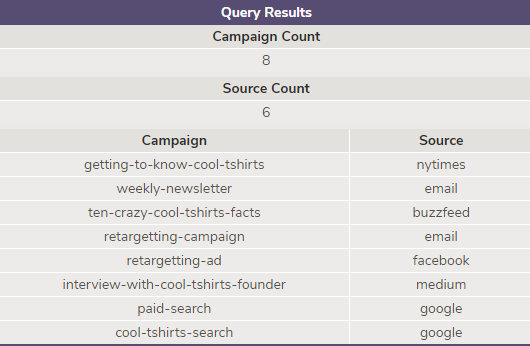 Query Results
Campaign Count
8
Source Count
6
Campaign Source
getting-to-know-cool-tshirts nytimes
weekly-newsletter email
ten-crazy-cool-tshirts-facts buzzfeed
retargetting-campaign email
retargetting-ad facebook
interview-with-cool-tshirts-founder medium
paid-search google
cool-tshirts-search google